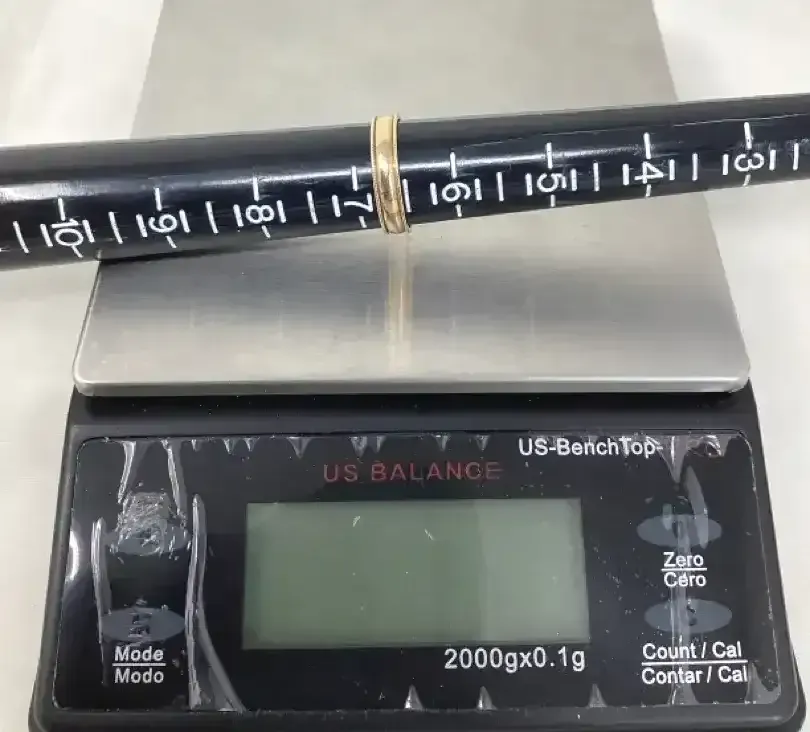 10 9 8 7 6 5 4 3
US-BenchTop-
US BALANCE
Zero
Cero
2000gx0.1g
Mode
Modo
Count / Cal
Contar / Cal